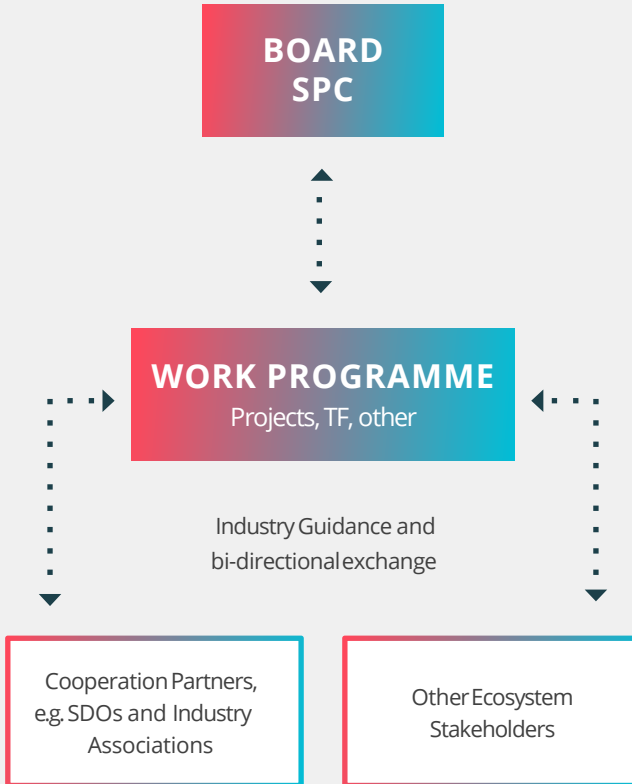 BOARD
SPC
WORK PROGRAMME
Projects, TF, other
Industry Guidance and
bi-directional exchange
Cooperation Partners,
e.g. SDOs and Industry
Associations
Other Ecosystem
Stakeholders